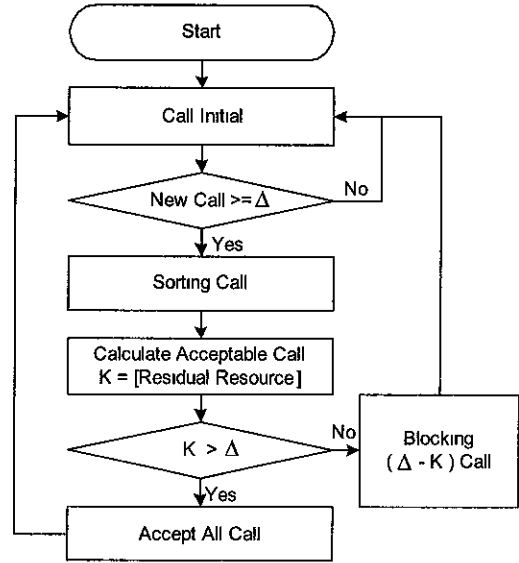 Start
Call Initial
New Call >= Δ
No
Yes
Sorting Call
Calculate Acceptable Call
K = [Residual Resource]
K > Δ
No
Blocking
( Δ - K ) Call
Yes
Accept All Call